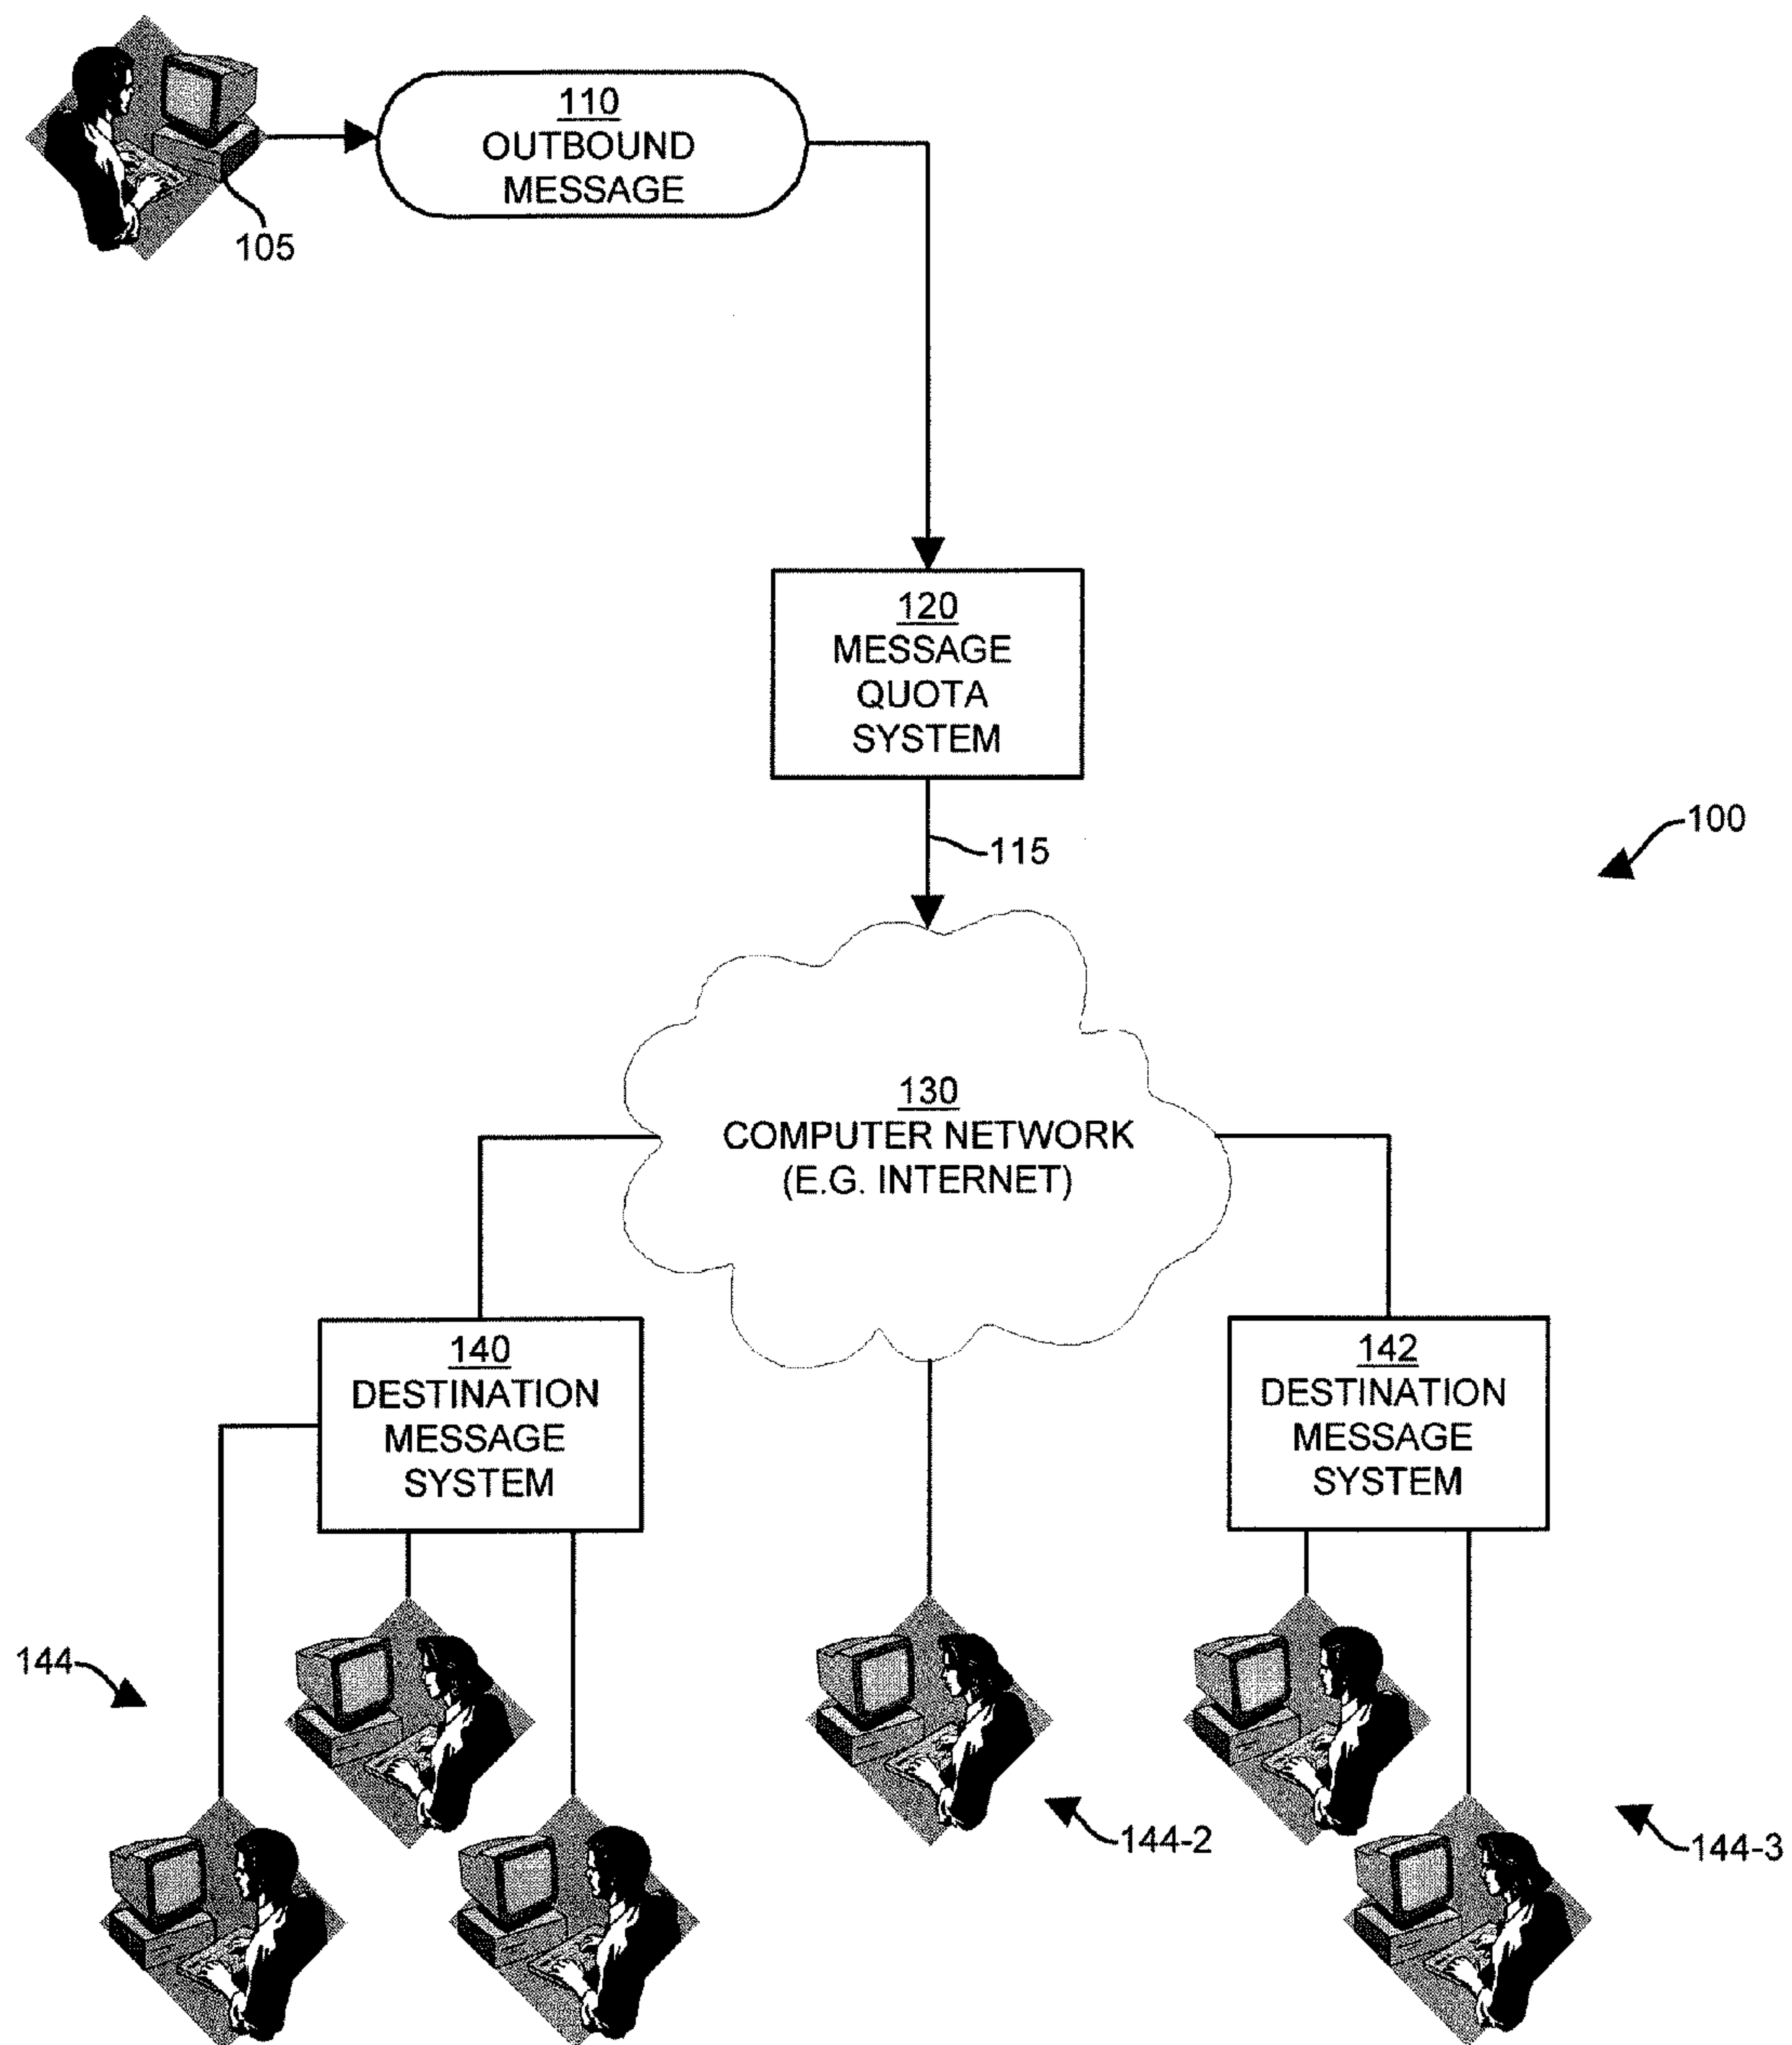 110
OUTBOUND
MESSAGE
105
120
MESSAGE
QUOTA
SYSTEM
100
115
130
COMPUTER NETWORK
(E.G. INTERNET)
140
DESTINATION
MESSAGE
SYSTEM
142
DESTINATION
MESSAGE
SYSTEM
144
144-2
144-3